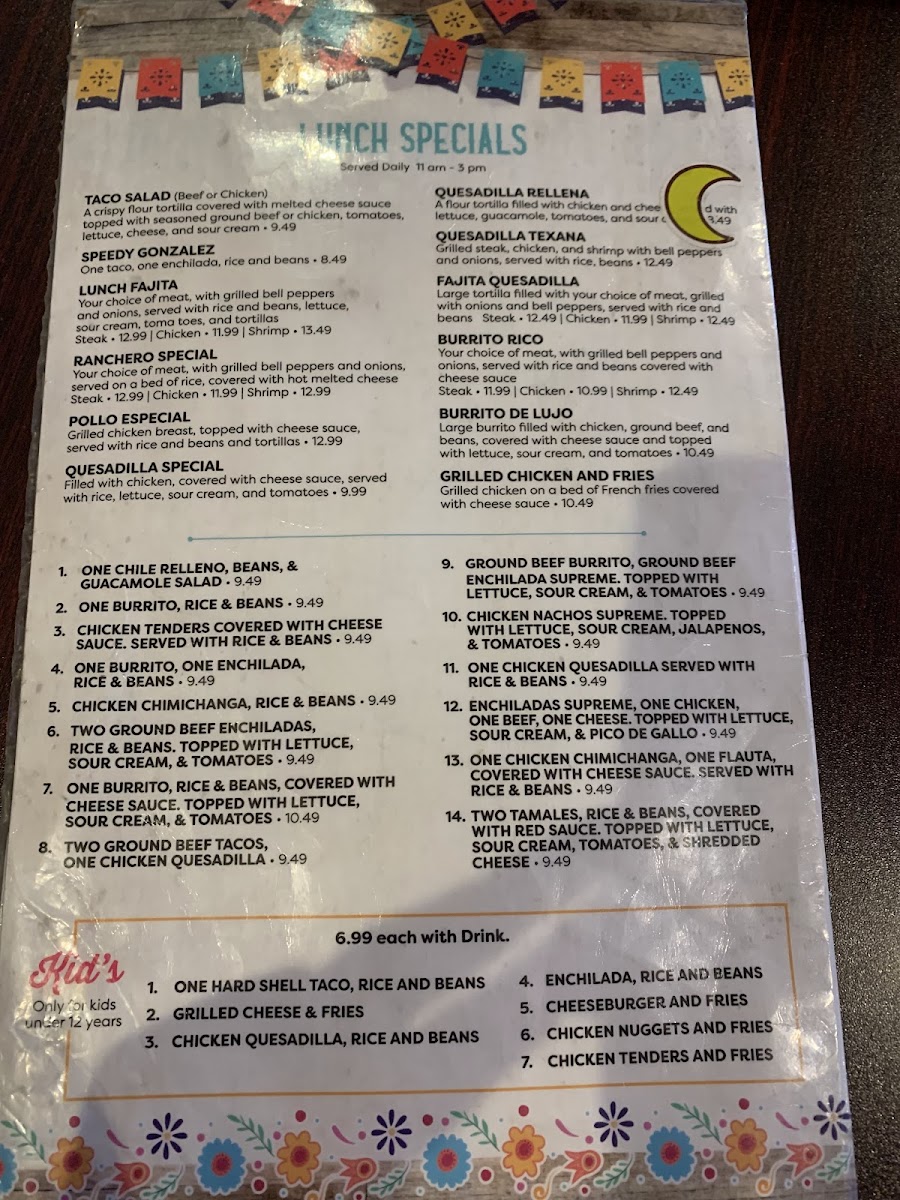 LUNCH SPECIALS
Served Daily 11 am - 3 pm
TACO SALAD (Beef or Chicken)
A crispy flour tortilla covered with melted cheese sauce
topped with seasoned ground beef or chicken, tomatoes,
lettuce, cheese, and sour cream • 9.49
SPEEDY GONZALEZ
One taco, one enchilada, rice and beans • 8.49
LUNCH FAJITA
Your choice of meat, with grilled bell peppers
and onions, served with rice and beans, lettuce,
sour cream, toma toes, and tortillas
Steak • 12.99 | Chicken • 11.99 | Shrimp • 13.49
RANCHERO SPECIAL
Your choice of meat, with grilled bell peppers and onions,
served on a bed of rice, covered with hot melted cheese
Steak • 12.99 | Chicken • 11.99 | Shrimp • 12.99
POLLO ESPECIAL
Grilled chicken breast, topped with cheese sauce,
served with rice and beans and tortillas • 12.99
QUESADILLA SPECIAL
Filled with chicken, covered with cheese sauce, served
with rice, lettuce, sour cream, and tomatoes • 9.99
QUESADILLA RELLENA
A flour tortilla filled with chicken and with
lettuce, guacamole, tomatoes, and sour
QUESADILLA TEXANA
Grilled steak, chicken, and shrimp with bell peppers
and onions, served with rice, beans • 12.49
FAJITA QUESADILLA
Large tortilla filled with your choice of meat, grilled
with onions and bell peppers, served with rice and
beans Steak • 12.49 | Chicken • 11.99 | Shrimp • 12.49
BURRITO RICO
Your choice of meat, with grilled bell peppers and
onions, served with rice and beans covered with
cheese sauce
Steak • 11.99 | Chicken • 10.99 | Shrimp • 12.49
BURRITO DE LUJO
Large burrito filled with chicken, ground beef, and
beans, covered with cheese sauce and topped
with lettuce, sour cream, and tomatoes • 10.49
GRILLED CHICKEN AND FRIES
Grilled chicken on a bed of French fries covered
with cheese sauce • 10.49
1. ONE CHILE RELLENO, BEANS, &
GUACAMOLE SALAD • 9.49
2. ONE BURRITO, RICE & BEANS • 9.49
3. CHICKEN TENDERS COVERED WITH CHEESE
SAUCE. SERVED WITH RICE & BEANS • 9.49
4. ONE BURRITO, ONE ENCHILADA,
RICE & BEANS • 9.49
5. CHICKEN CHIMICHANGA, RICE & BEANS • 9.49
6. TWO GROUND BEEF ENCHILADAS,
RICE & BEANS. TOPPED WITH LETTUCE,
SOUR CREAM, & TOMATOES • 9.49
7. ONE BURRITO, RICE & BEANS, COVERED WITH
CHEESE SAUCE. TOPPED WITH LETTUCE,
SOUR CREAM, & TOMATOES • 10.49
8. TWO GROUND BEEF TACOS,
ONE CHICKEN QUESADILLA • 9.49
9. GROUND BEEF BURRITO, GROUND BEEF
ENCHILADA SUPREME. TOPPED WITH
LETTUCE, SOUR CREAM, & TOMATOES • 9.49
10. CHICKEN NACHOS SUPREME. TOPPED
WITH LETTUCE, SOUR CREAM, JALAPENOS,
& TOMATOES • 9.49
11. ONE CHICKEN QUESADILLA SERVED WITH
RICE & BEANS • 9.49
12. ENCHILADAS SUPREME, ONE CHICKEN,
ONE BEEF, ONE CHEESE. TOPPED WITH LETTUCE,
SOUR CREAM, & PICO DE GALLO • 9.49
13. ONE CHICKEN CHIMICHANGA, ONE FLAUTA,
COVERED WITH CHEESE SAUCE. SERVED WITH
RICE & BEANS • 9.49
14. TWO TAMALES, RICE & BEANS, COVERED
WITH RED SAUCE. TOPPED WITH LETTUCE,
SOUR CREAM, TOMATOES, & SHREDDED
CHEESE • 9.49
6.99 each with Drink.
Kid's
Only for kids
under 12 years
1. ONE HARD SHELL TACO, RICE AND BEANS
2. GRILLED CHEESE & FRIES
3. CHICKEN QUESADILLA, RICE AND BEANS
4. ENCHILADA, RICE AND BEANS
5. CHEESEBURGER AND FRIES
6. CHICKEN NUGGETS AND FRIES
7. CHICKEN TENDERS AND FRIES